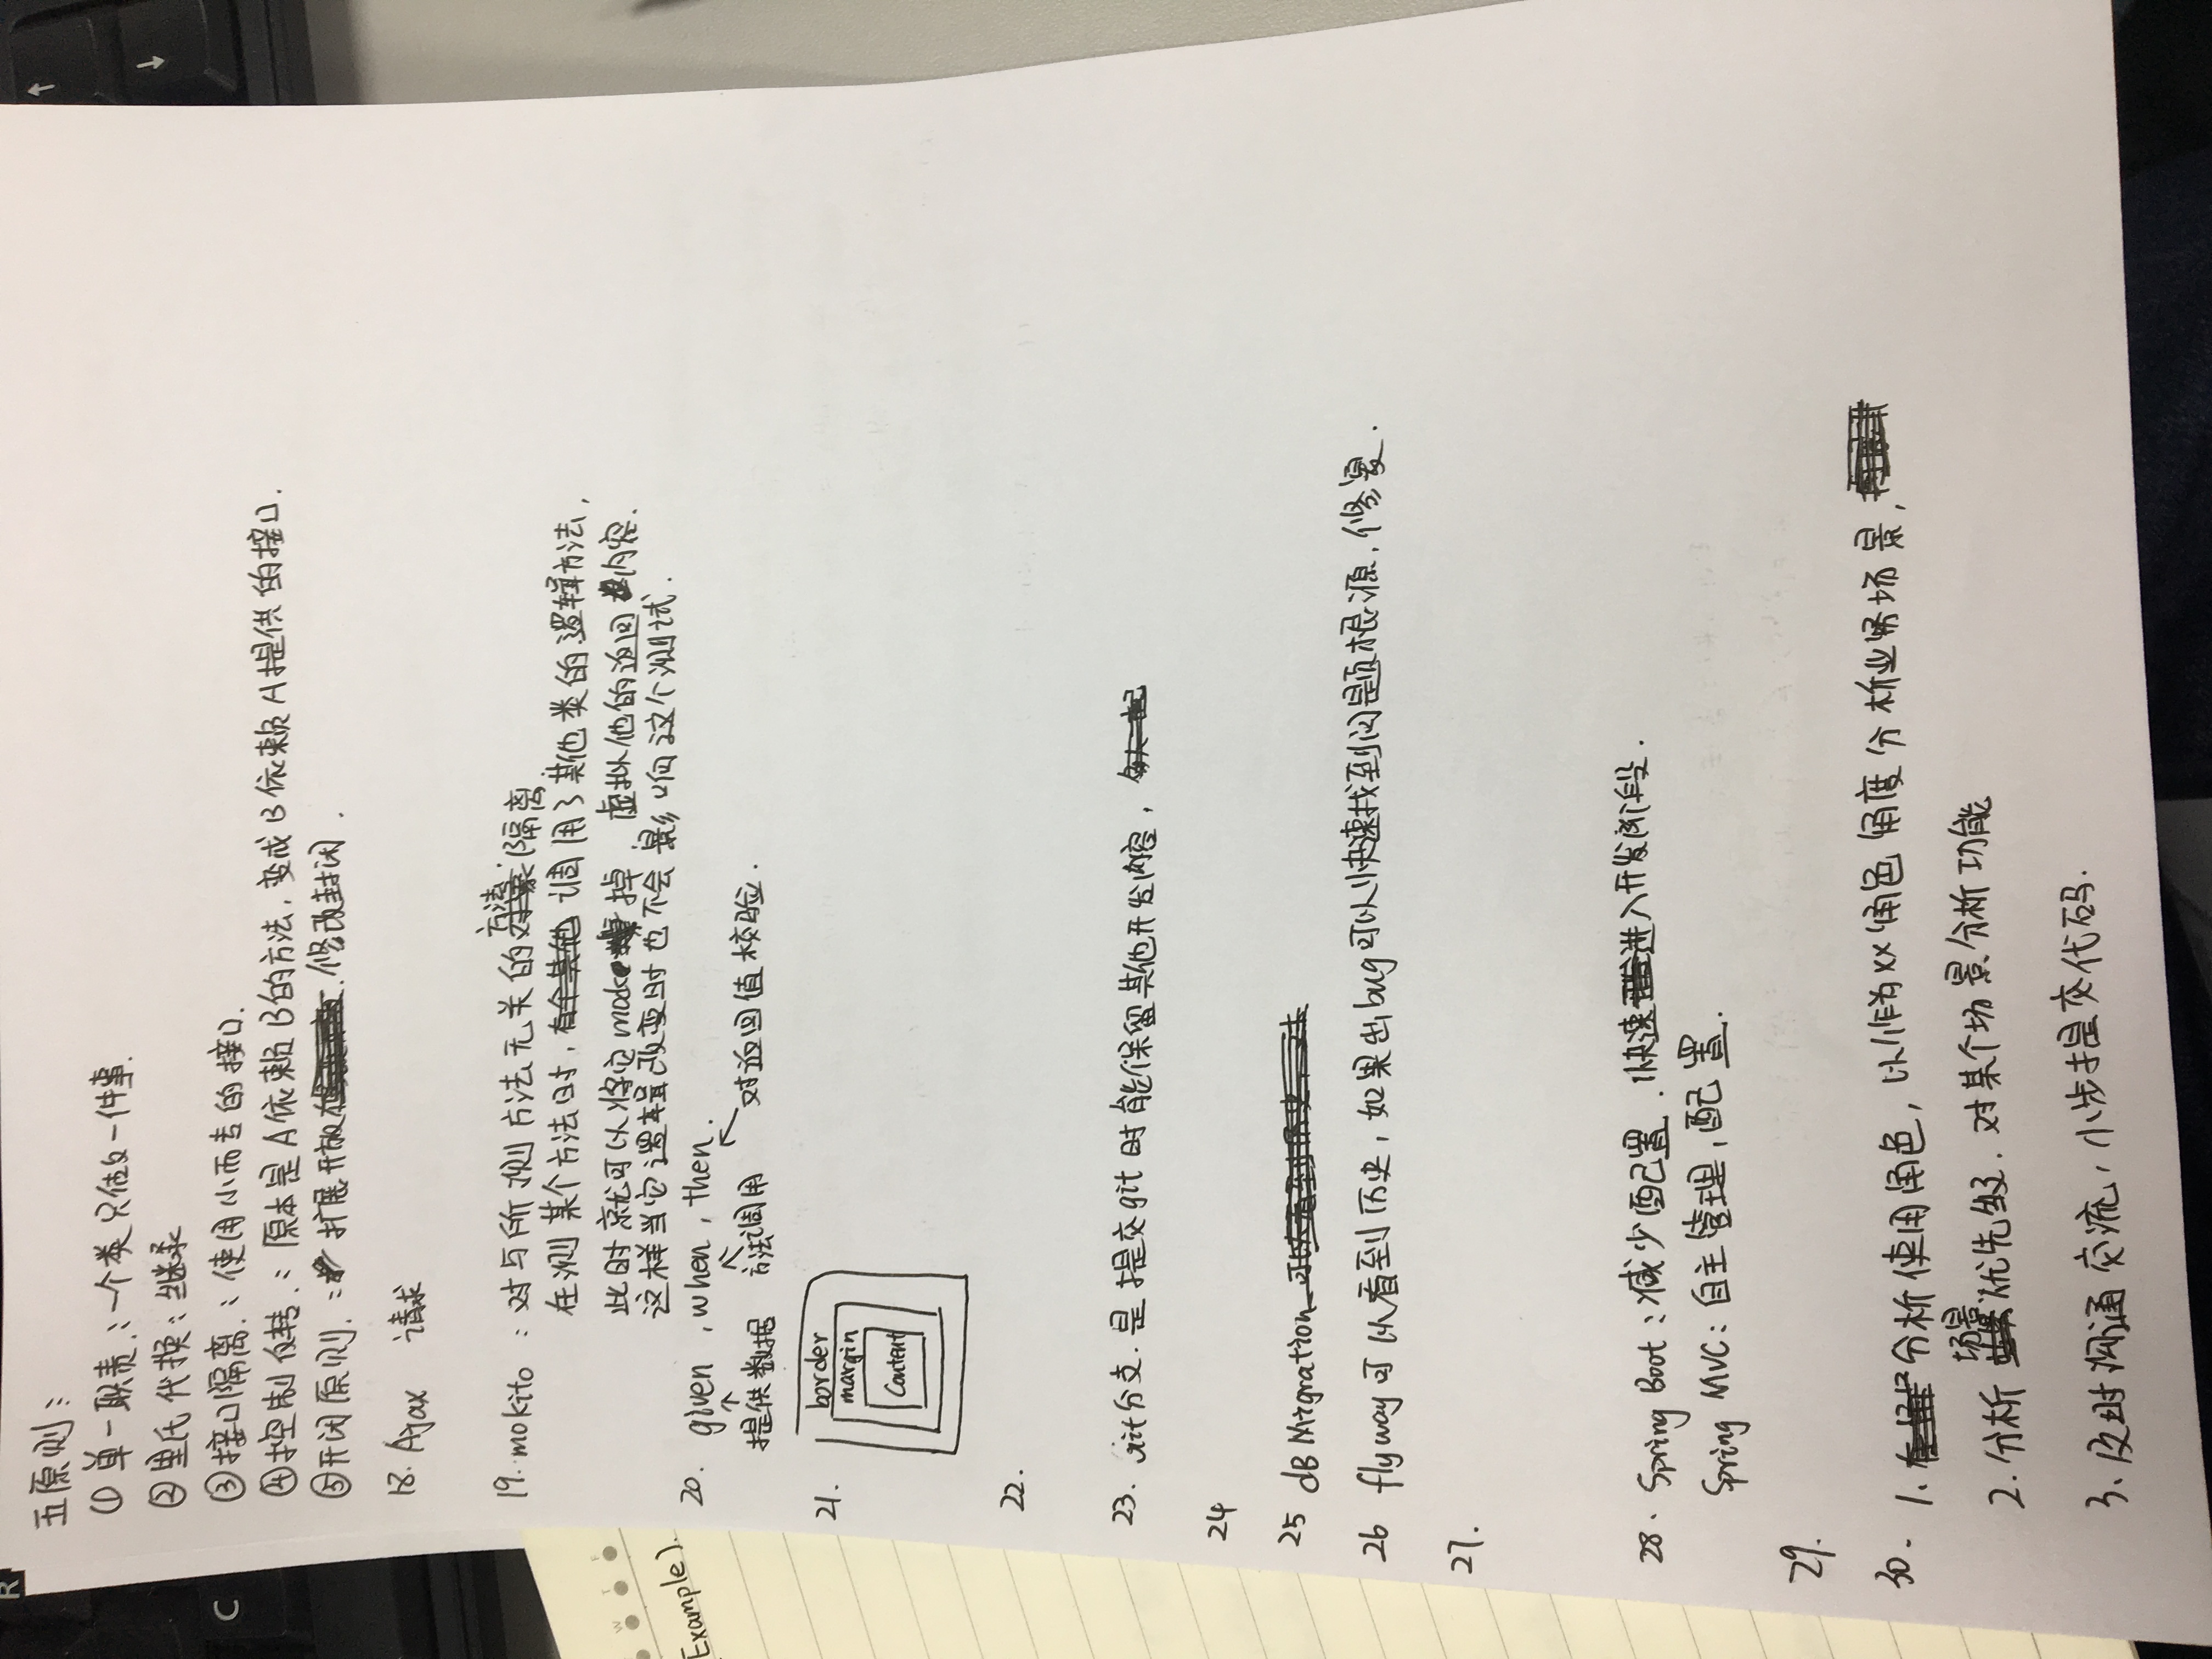 五原则：
① 单一职责：一个类只做一件事.
② 里氏代换：继承
③ 接口隔离：使用小而专的接口.
④ 控制反转：原本是A依赖B的方法, 变成B依赖A提供的接口.
⑤ 开闭原则：扩展开放. 修改封闭.
18. Ajax 请求
19. mokito：对与所测方法无关的方法隔离.
在测某个方法时, 调用了其他类的逻辑方法,
此时就可以将它mock掉, 虚拟他的返回内容.
这样当它逻辑改变时也不会影响这个测试.
20. given , when , then.
提供数据 方法调用 对返回值校验.
21.
border
margin
Content
22.
23. git分支. 是提交git时能保留其他开发内容,
24
25 dB Migration
26 flyway可以看到历史, 如果出bug可以快速找到问题根源, 修复.
27.
28. Spring Boot：减少配置. 快速进入开发阶段.
Spring MVC：自主管理, 配置.
29.
30. 1. 分析使用角色, 以作为xx角色角度分析业务场景,
2. 分析场景优先级. 对某个场景分析功能
3. 及时沟通交流, 小步提交代码.
Example).
W T F
R
C
↑
↓